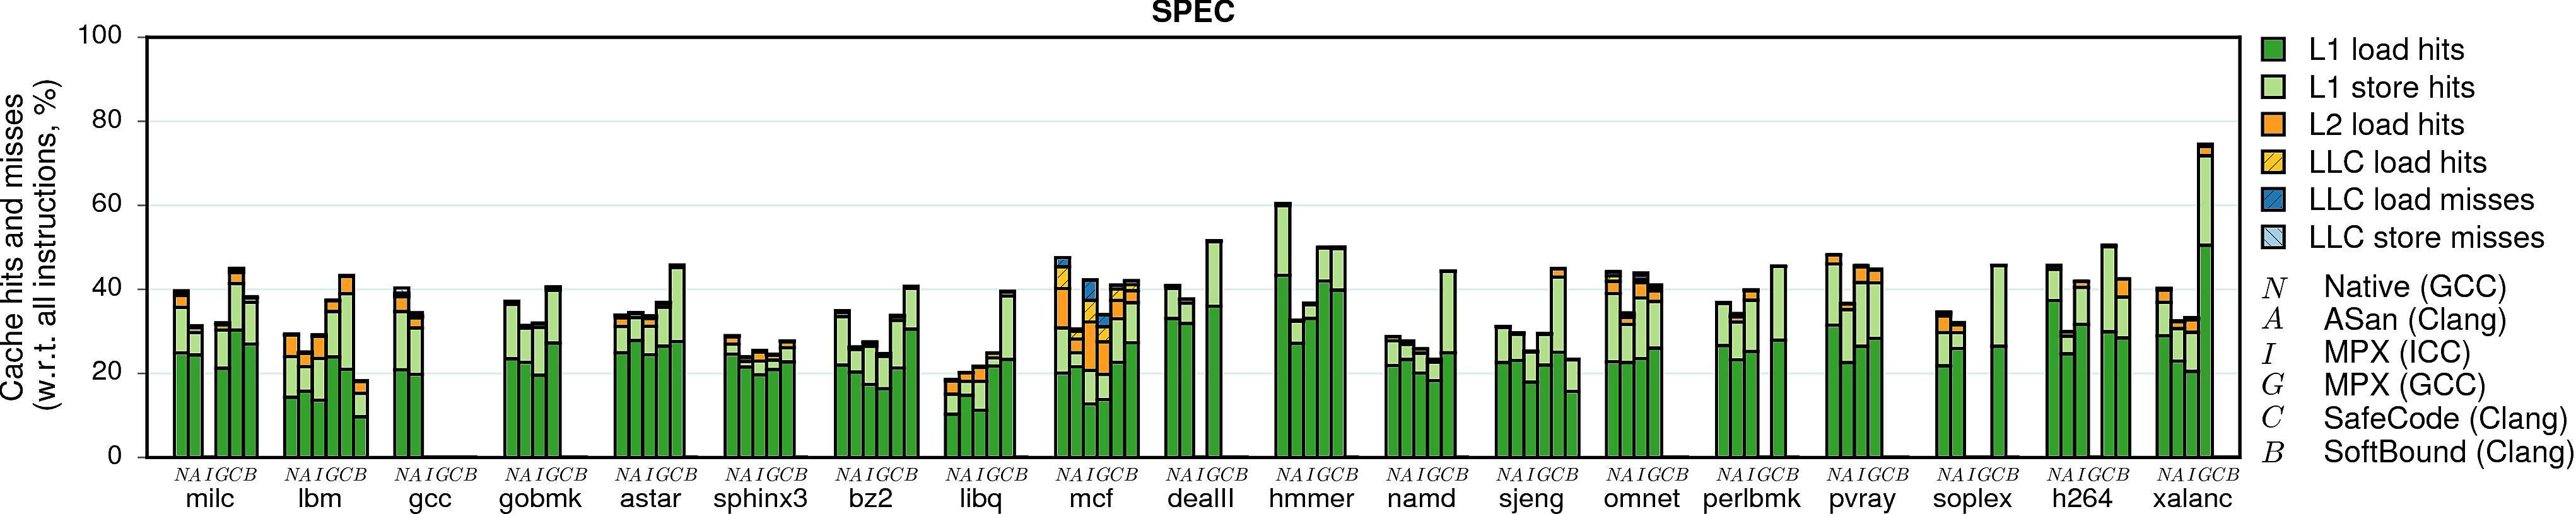 SPEC
Cache hits and misses
(w.r.t. all instructions, %)
100
80
60
40
20
0
NAIGCB NAIGCB NAIGCB NAIGCB NAIGCB NAIGCB NAIGCB NAIGCB NAIGCB NAIGCB NAIGCB NAIGCB NAIGCB NAIGCB NAIGCB NAIGCB NAIGCB NAIGCB NAIGCB
milc lbm gcc gobmk astar sphinx3 bz2 libq mcf dealII hmmer namd sjeng omnet perlbmk pvray soplex h264 xalanc
L1 load hits
L1 store hits
L2 load hits
LLC load hits
LLC load misses
LLC store misses
N Native (GCC)
A ASan (Clang)
I MPX (ICC)
G MPX (GCC)
C SafeCode (Clang)
B SoftBound (Clang)